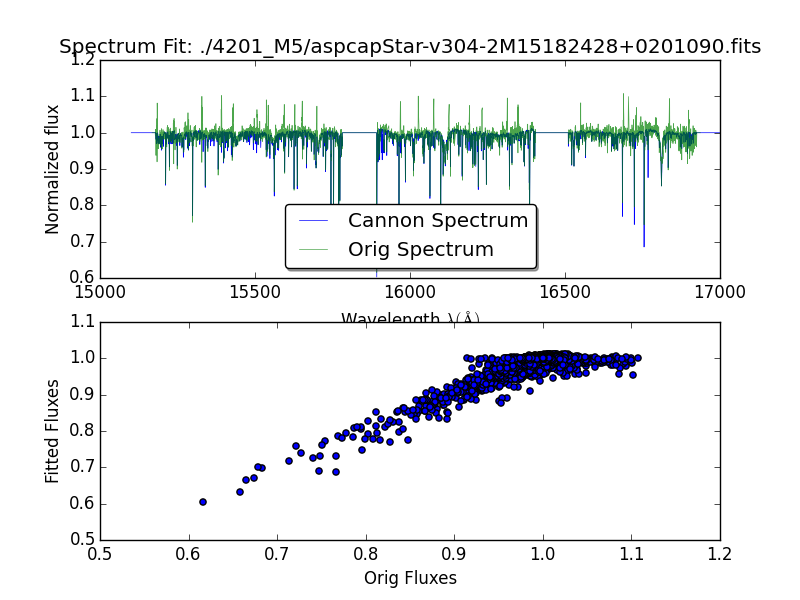 Spectrum Fit: ./4201_M5/aspcapStar-v304-2M15182428+0201090.fits
1.2
1.1
1.0
0.9
0.8
0.7
0.6
Normalized flux
Cannon Spectrum
Orig Spectrum
15000 15500 16000 16500 17000
Wavelength λ(Å)
1.1
1.0
0.9
0.8
0.7
0.6
0.5
Fitted Fluxes
0.5 0.6 0.7 0.8 0.9 1.0 1.1 1.2
Orig Fluxes